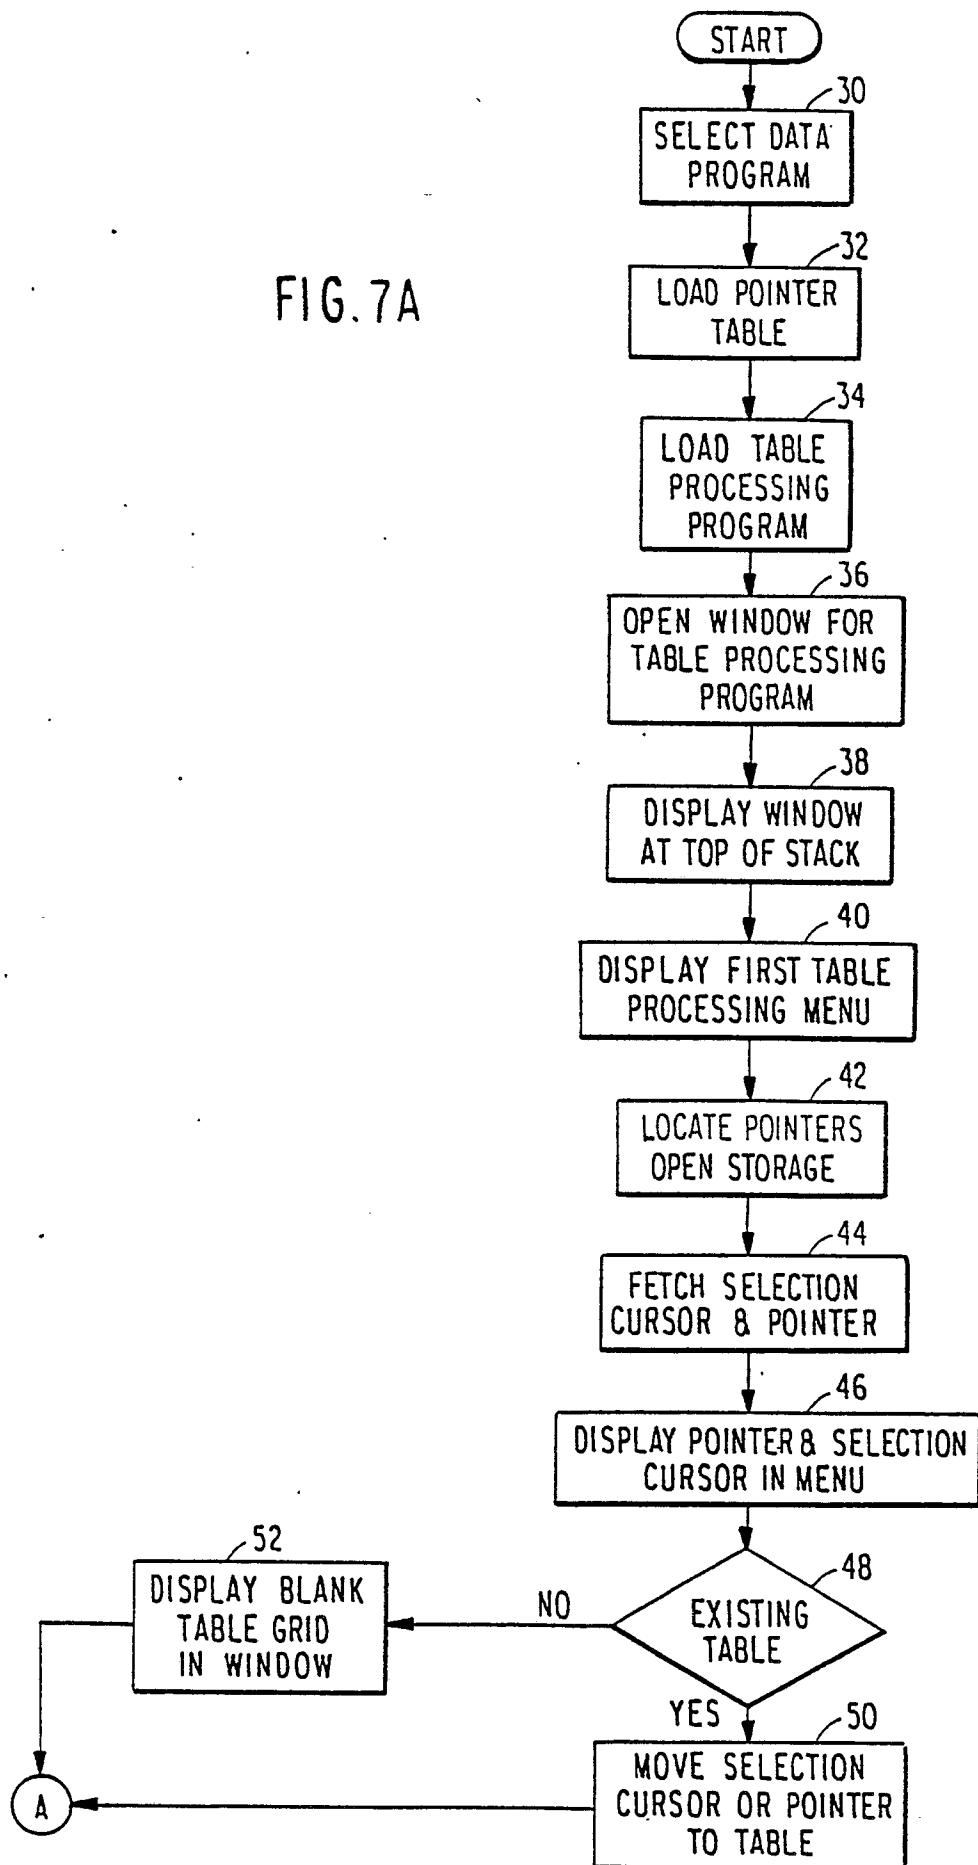 START
30
SELECT DATA
PROGRAM
32
LOAD POINTER
TABLE
FIG. 7A
34
LOAD TABLE
PROCESSING
PROGRAM
36
OPEN WINDOW FOR
TABLE PROCESSING
PROGRAM
38
DISPLAY WINDOW
AT TOP OF STACK
40
DISPLAY FIRST TABLE
PROCESSING MENU
42
LOCATE POINTERS
OPEN STORAGE
44
FETCH SELECTION
CURSOR & POINTER
46
DISPLAY POINTER & SELECTION
CURSOR IN MENU
48
EXISTING
TABLE
NO
52
DISPLAY BLANK
TABLE GRID
IN WINDOW
YES
50
MOVE SELECTION
CURSOR OR POINTER
TO TABLE
A